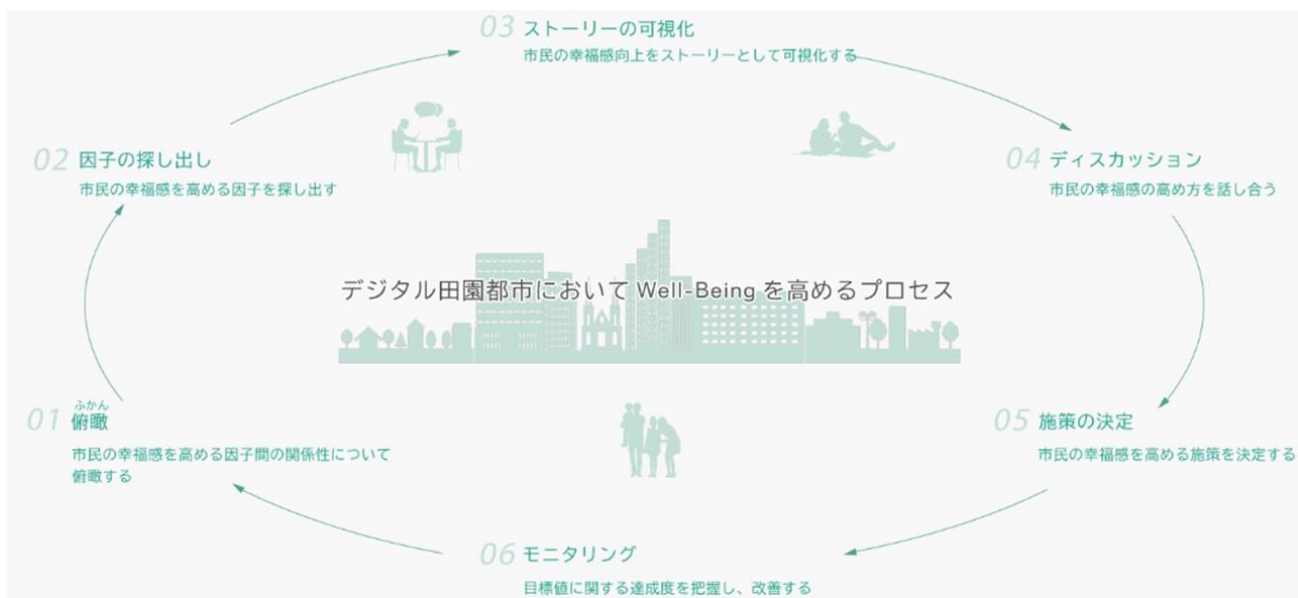 03 ストーリーの可視化
市民の幸福感向上をストーリーとして可視化する
02 因子の探し出し
市民の幸福感を高める因子を探し出す
04 ディスカッション
市民の幸福感の高め方を話し合う
デジタル田園都市において Well-Being を高めるプロセス
ふかん
01 俯瞰
市民の幸福感を高める因子間の関係性について
俯瞰する
05 施策の決定
市民の幸福感を高める施策を決定する
06 モニタリング
目標値に関する達成度を把握し、改善する